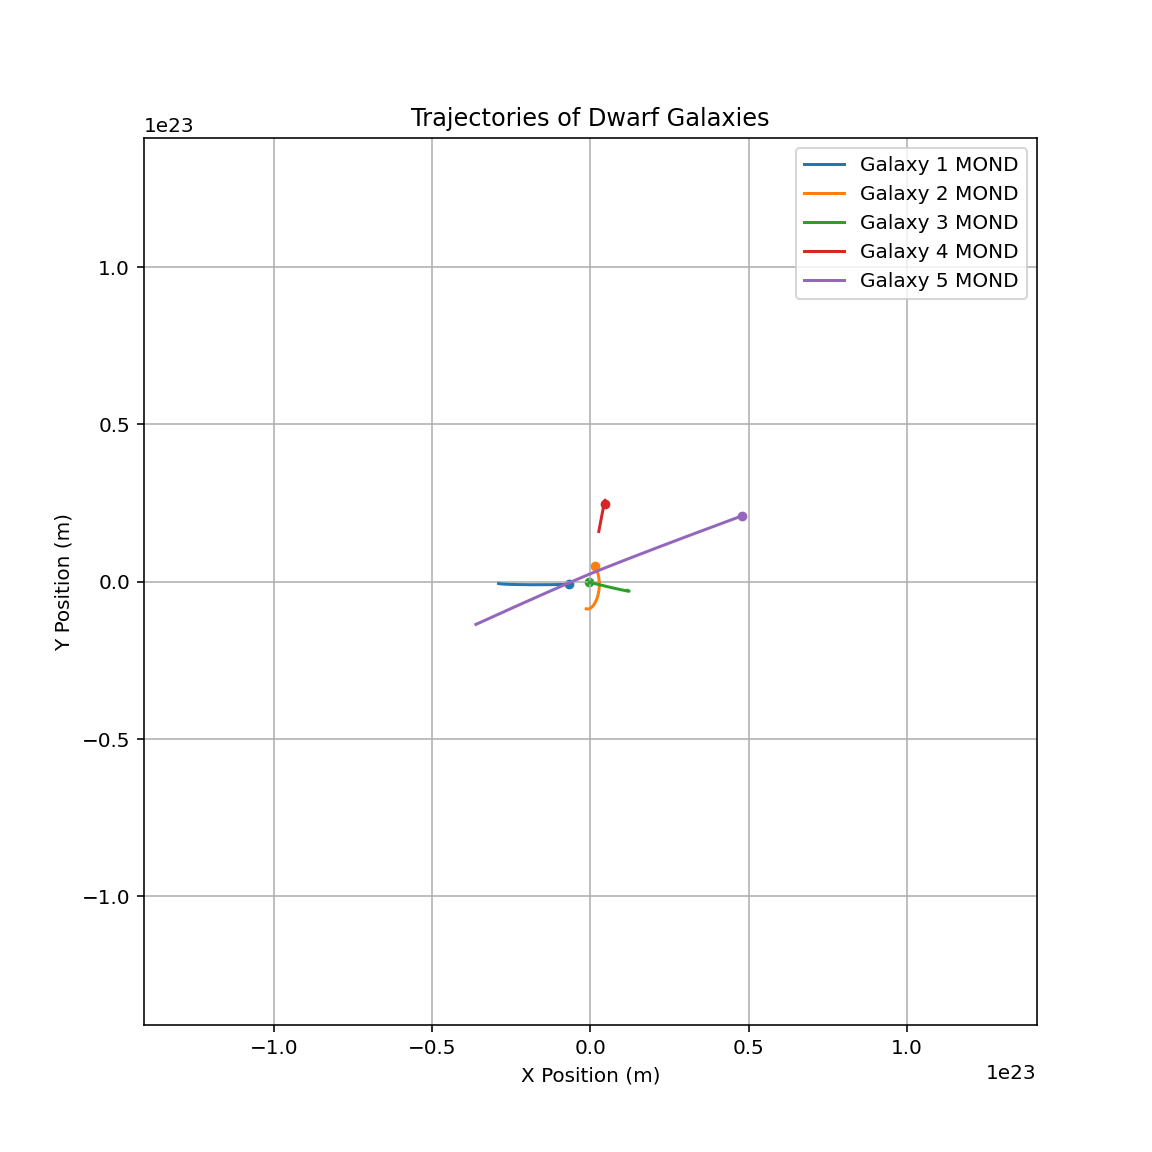 Trajectories of Dwarf Galaxies
1e23
Galaxy 1 MOND
Galaxy 2 MOND
Galaxy 3 MOND
Galaxy 4 MOND
Galaxy 5 MOND
1.0
0.5
0.0
−0.5
−1.0
Y Position (m)
−1.0 −0.5 0.0 0.5 1.0
X Position (m)
1e23